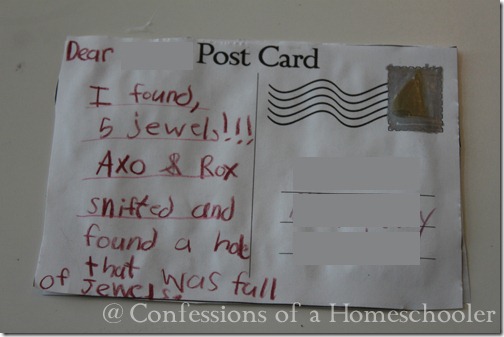 Dear
Post Card
I found,
5 jewels!!!
Axo & Rox
snifted and
found a hole
that was full
of Jewels.
@ Confessions of a Homeschooler